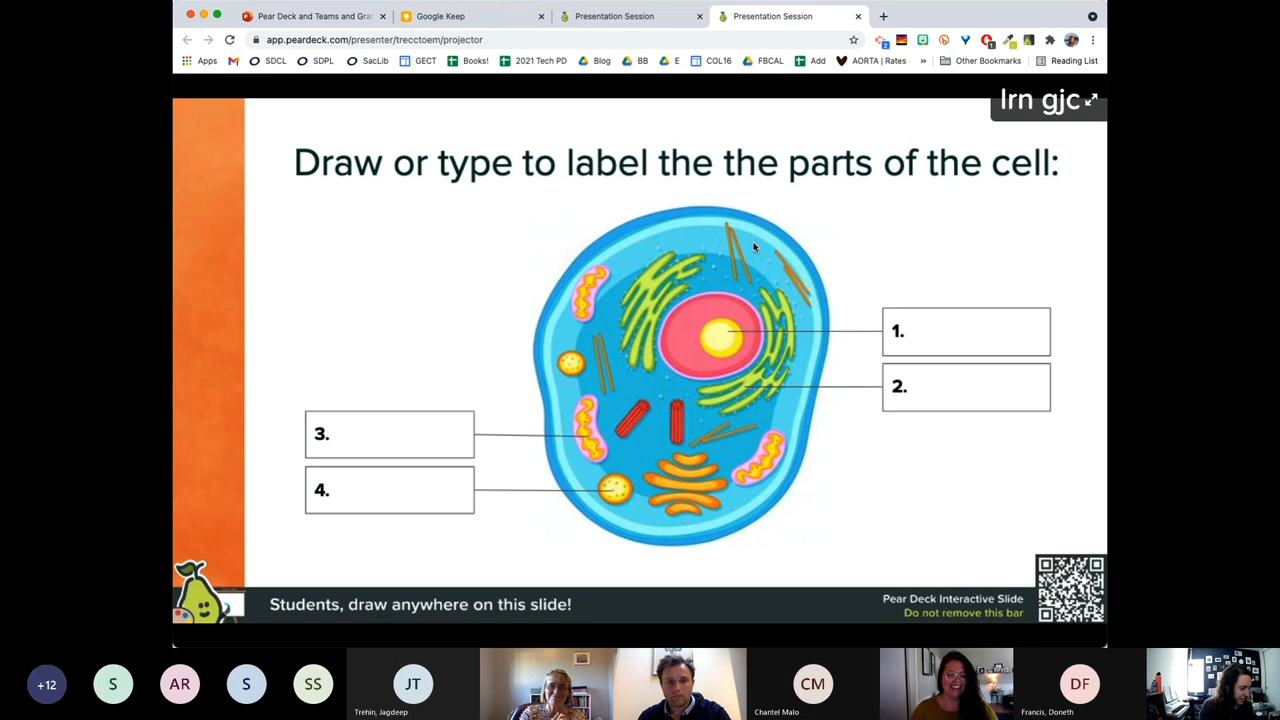 Pear Deck and Teams and Gra
Google Keep
Presentation Session
Presentation Session
app.peardeck.com/presenter/trecctoem/projector
Apps
SDCL
SDPL
SacLib
GECT
Books!
2021 Tech PD
Blog
BB
E
COL16
FBCAL
Add
AORTA | Rates
»
Other Bookmarks
Reading List
lrn gjc
Draw or type to label the the parts of the cell:
1.
2.
3.
4.
Students, draw anywhere on this slide!
Pear Deck Interactive Slide
Do not remove this bar
+12
S
AR
S
SS
JT
Trehin, Jagdeep
CM
Chantel Malo
DF
Francis, Doneth